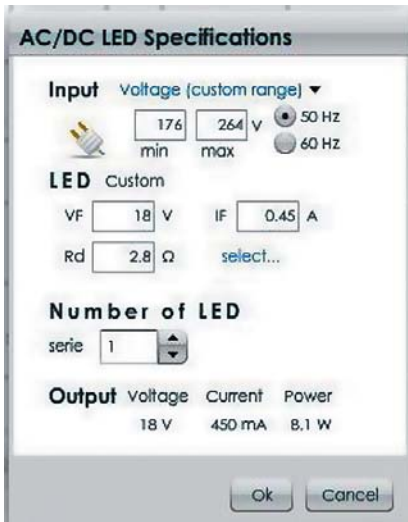 AC/DC LED Specifications
Input Voltage (custom range)
176 264 V 50 Hz
min max 60 Hz
LED Custom
VF 18 V IF 0.45 A
Rd 2.8 Ω select...
Number of LED
serie 1
Output Voltage Current Power
18 V 450 mA 8.1 W
Ok Cancel